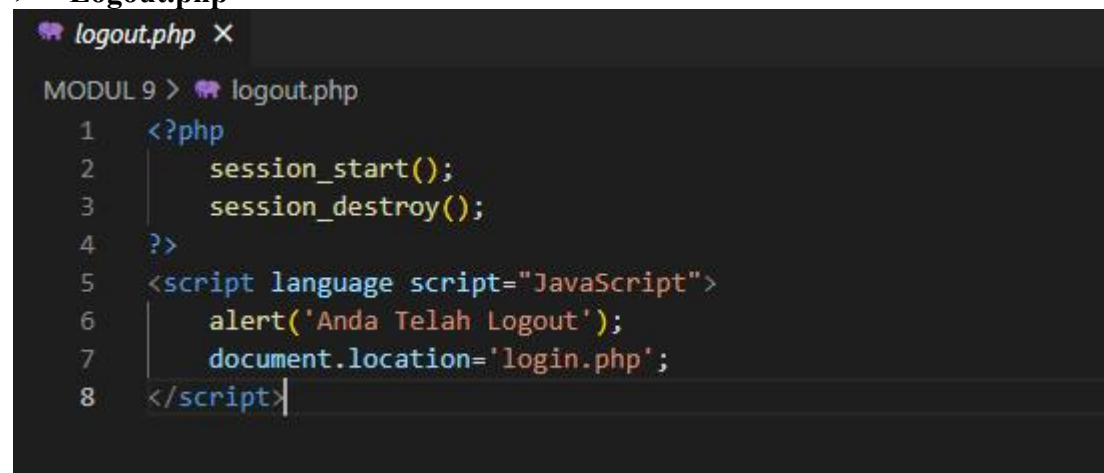 Logout.php
logout.php
MODUL 9 > logout.php
1 <?php
2 session_start();
3 session_destroy();
4 ?>
5 <script language script="JavaScript">
6 alert('Anda Telah Logout');
7 document.location='login.php';
8 </script>